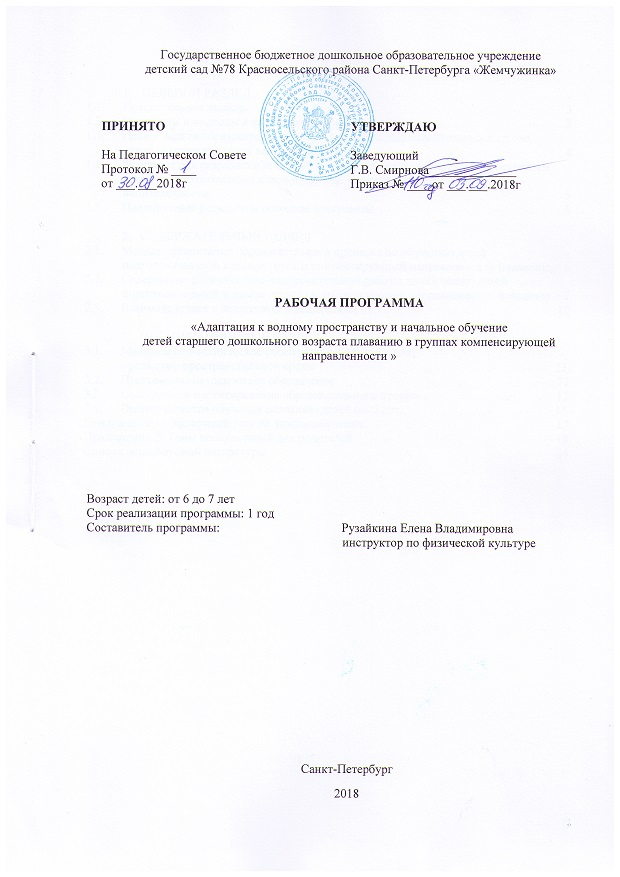 Государственное бюджетное дошкольное образовательное учреждение
детский сад №78 Красносельского района Санкт-Петербурга «Жемчужинка»
ПРИНЯТО
УТВЕРЖДАЮ
На Педагогическом Совете
Протокол № 1
от 30.08 2018г
Заведующий
Г.В. Смирнова
Приказ № от 03.09.2018г
РАБОЧАЯ ПРОГРАММА
«Адаптация к водному пространству и начальное обучение
детей старшего дошкольного возраста плаванию в группах компенсирующей
направленности »
Возраст детей: от 6 до 7 лет
Срок реализации программы: 1 год
Составитель программы: Рузайкина Елена Владимировна
инструктор по физической культуре
Санкт-Петербург
2018